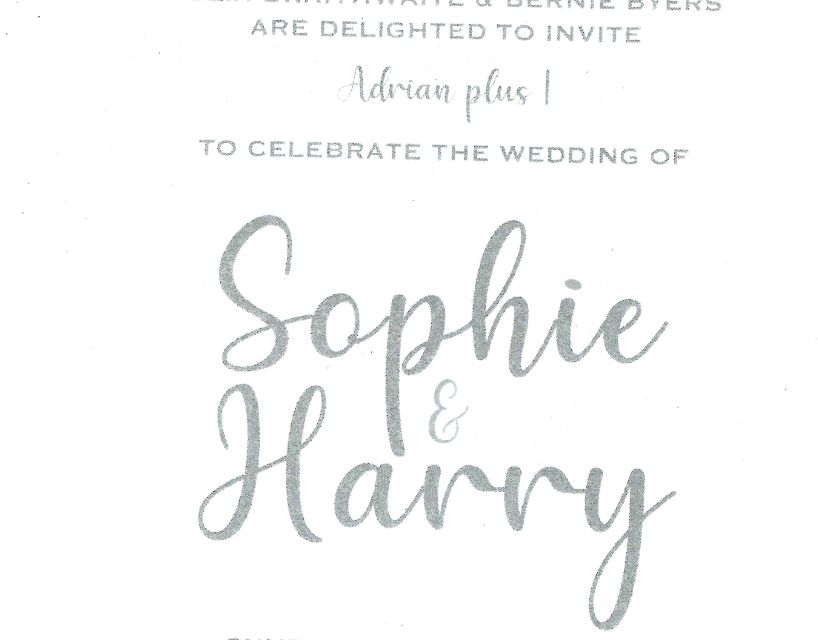 & BERNIE BYERS
ARE DELIGHTED TO INVITE
Adrian plus 1
TO CELEBRATE THE WEDDING OF
Sophie
&
Harry